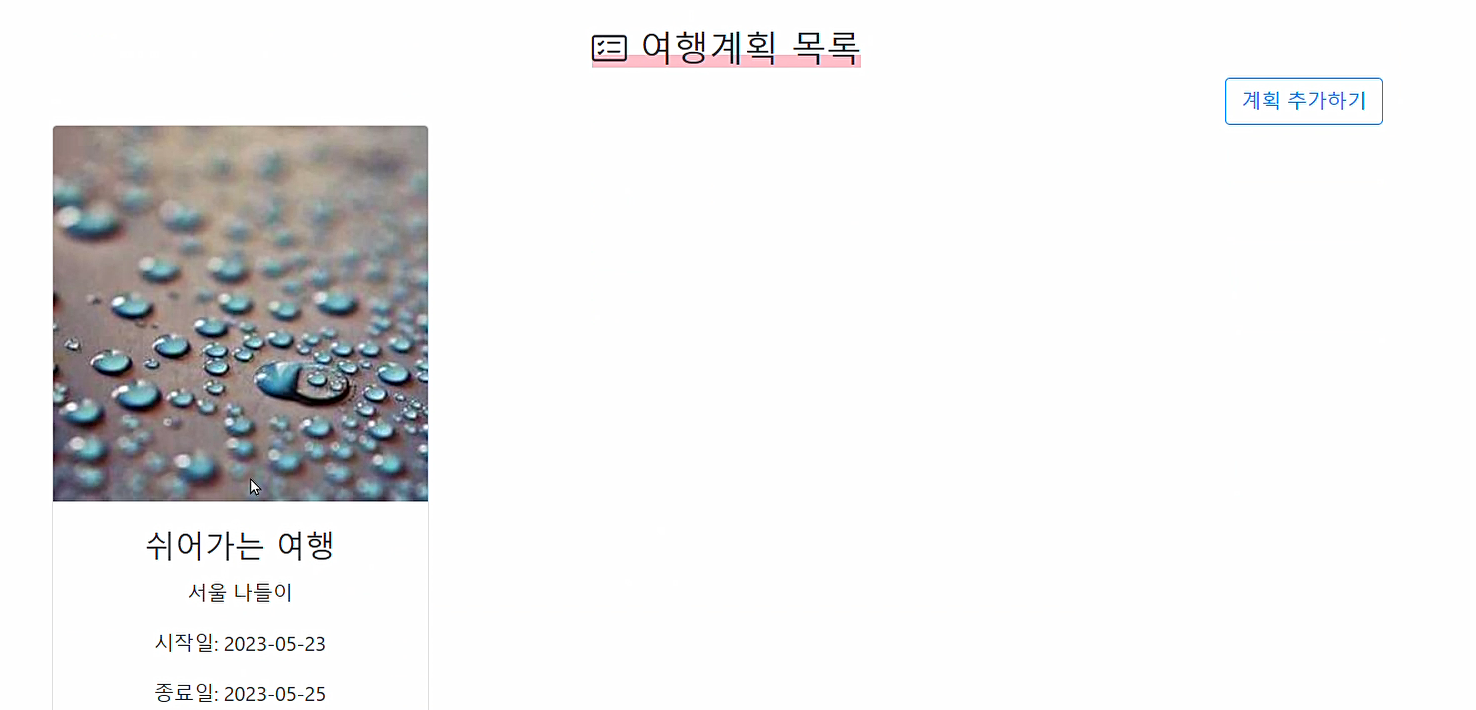 여행계획 목록
계획 추가하기
쉬어가는 여행
서울 나들이
시작일: 2023-05-23
종료일: 2023-05-25